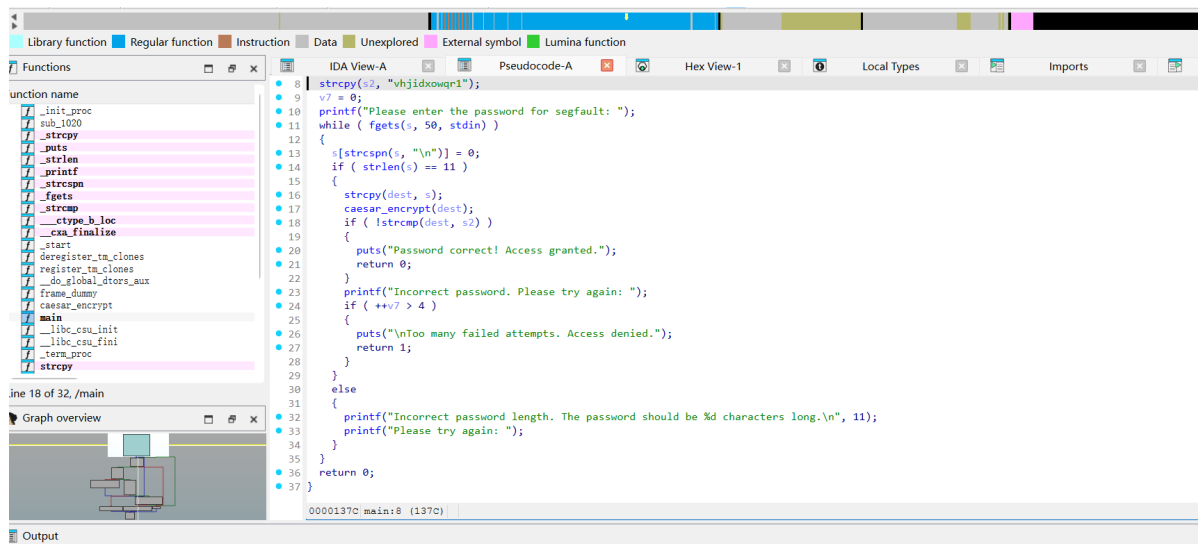 Library function Regular function Instruction Data Unexplored External symbol Lumina function
Functions
unction name
_init_proc
sub_1020
_strcpy
_puts
_strlen
_printf
_strcspn
_fgets
_strcmp
___ctype_b_loc
__cxa_finalize
_start
deregister_tm_clones
register_tm_clones
__do_global_dtors_aux
frame_dummy
caesar_encrypt
main
__libc_csu_init
__libc_csu_fini
_term_proc
strcpy
ine 18 of 32, /main
Graph overview
IDA View-A Pseudocode-A Hex View-1 Local Types Imports
8 strcpy(s2, "vhjidxowqr1");
9 v7 = 0;
10 printf("Please enter the password for segfault: ");
11 while ( fgets(s, 50, stdin) )
12 {
13 s[strcspn(s, "\n")] = 0;
14 if ( strlen(s) == 11 )
15 {
16 strcpy(dest, s);
17 caesar_encrypt(dest);
18 if ( !strcmp(dest, s2) )
19 {
20 puts("Password correct! Access granted.");
21 return 0;
22 }
23 printf("Incorrect password. Please try again: ");
24 if ( ++v7 > 4 )
25 {
26 puts("\nToo many failed attempts. Access denied.");
27 return 1;
28 }
29 }
30 else
31 {
32 printf("Incorrect password length. The password should be %d characters long.\n", 11);
33 printf("Please try again: ");
34 }
35 }
36 return 0;
37 }
0000137C main:8 (137C)
Output